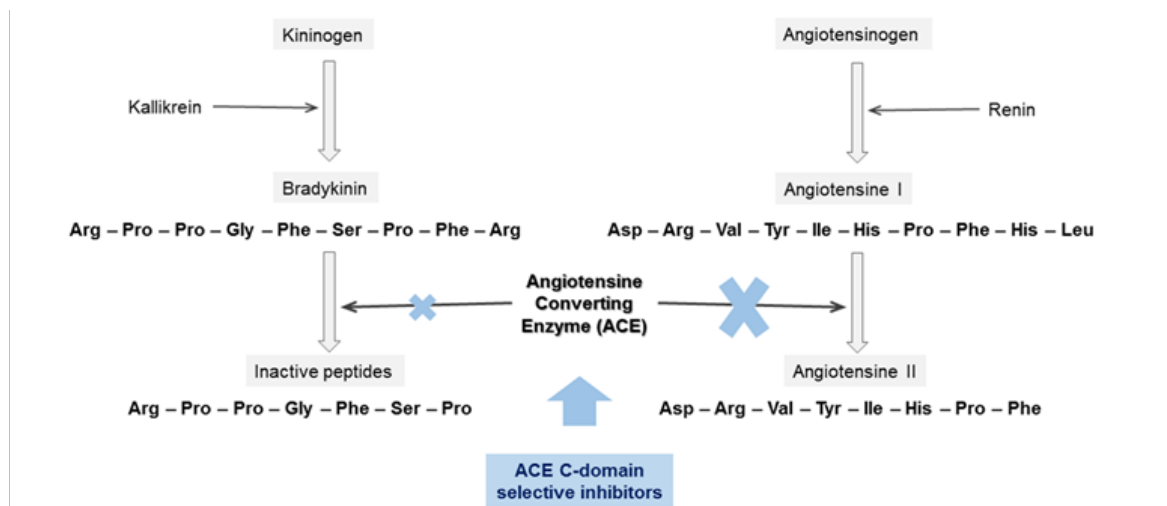 Kininogen
Angiotensinogen
Kallikrein
Renin
Bradykinin
Angiotensine I
Arg – Pro – Pro – Gly – Phe – Ser – Pro – Phe – Arg
Asp – Arg – Val – Tyr – Ile – His – Pro – Phe – His – Leu
Angiotensine
Converting
Enzyme (ACE)
Inactive peptides
Angiotensine II
Arg – Pro – Pro – Gly – Phe – Ser – Pro
Asp – Arg – Val – Tyr – Ile – His – Pro – Phe
ACE C-domain
selective inhibitors